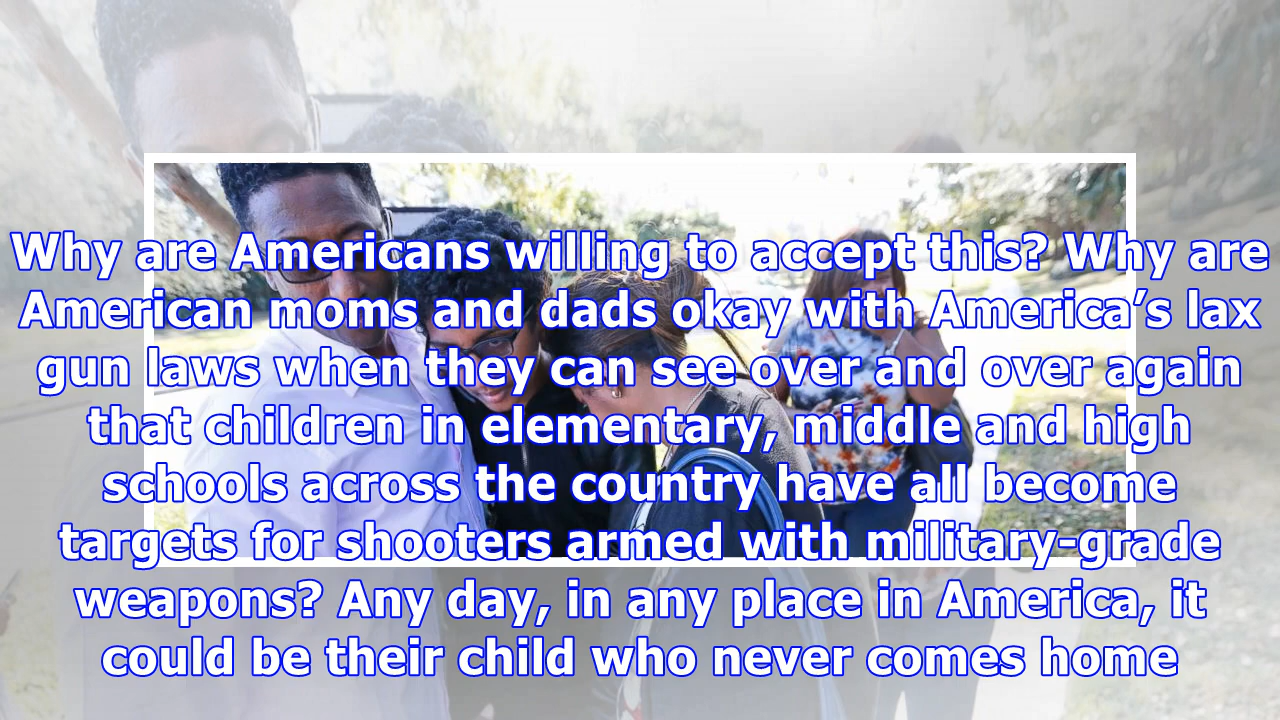 Why are Americans willing to accept this? Why are
American moms and dads okay with America’s lax
gun laws when they can see over and over again
that children in elementary, middle and high
schools across the country have all become
targets for shooters armed with military-grade
weapons? Any day, in any place in America, it
could be their child who never comes home